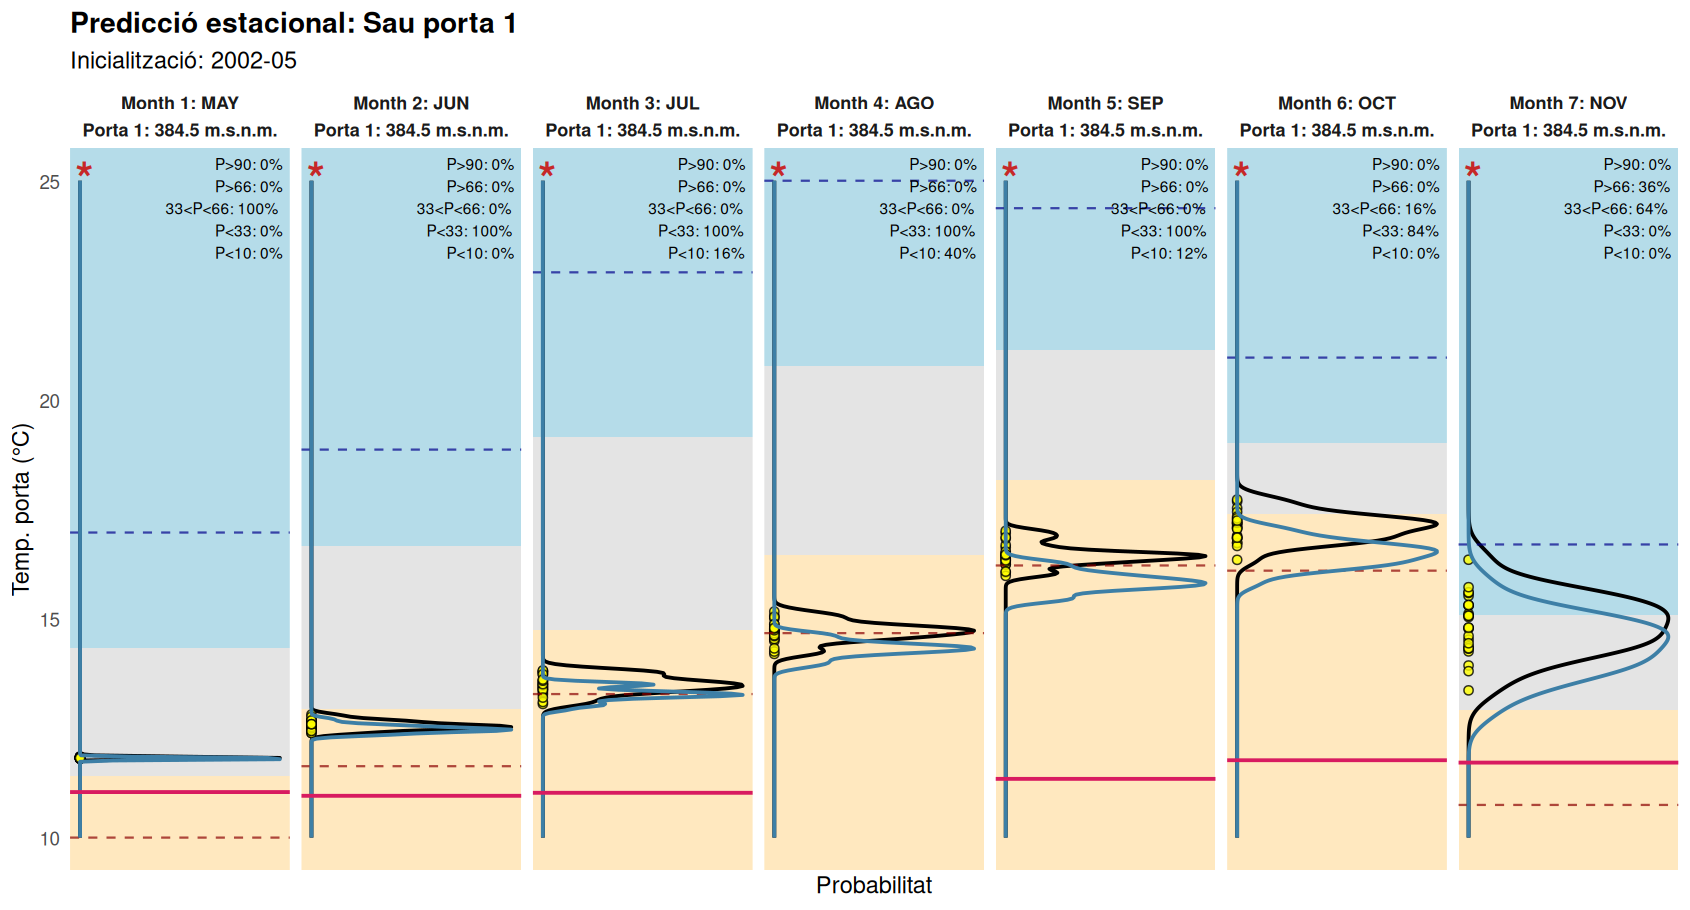 Predicció estacional: Sau porta 1
Inicialització: 2002-05
Month 1: MAY
Porta 1: 384.5 m.s.n.m.
Month 2: JUN
Porta 1: 384.5 m.s.n.m.
Month 3: JUL
Porta 1: 384.5 m.s.n.m.
Month 4: AGO
Porta 1: 384.5 m.s.n.m.
Month 5: SEP
Porta 1: 384.5 m.s.n.m.
Month 6: OCT
Porta 1: 384.5 m.s.n.m.
Month 7: NOV
Porta 1: 384.5 m.s.n.m.
*
P>90: 0%
P>66: 0%
33<P<66: 100%
P<33: 0%
P<10: 0%
*
P>90: 0%
P>66: 0%
33<P<66: 0%
P<33: 100%
P<10: 0%
*
P>90: 0%
P>66: 0%
33<P<66: 0%
P<33: 100%
P<10: 16%
*
P>90: 0%
P>66: 0%
33<P<66: 0%
P<33: 100%
P<10: 40%
*
P>90: 0%
P>66: 0%
33<P<66: 0%
P<33: 100%
P<10: 12%
*
P>90: 0%
P>66: 0%
33<P<66: 16%
P<33: 84%
P<10: 0%
*
P>90: 0%
P>66: 36%
33<P<66: 64%
P<33: 0%
P<10: 0%
25
20
15
10
Temp. porta (°C)
Probabilitat